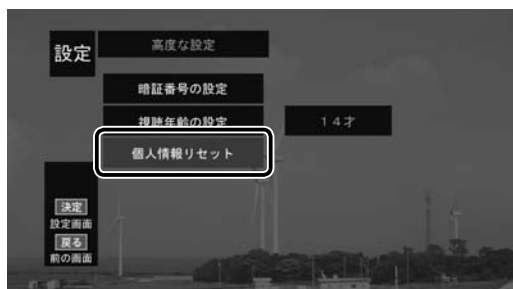 設定
高度な設定
暗証番号の設定
視聴年齢の設定
14才
個人情報リセット
決定
設定画面
戻る
前の画面